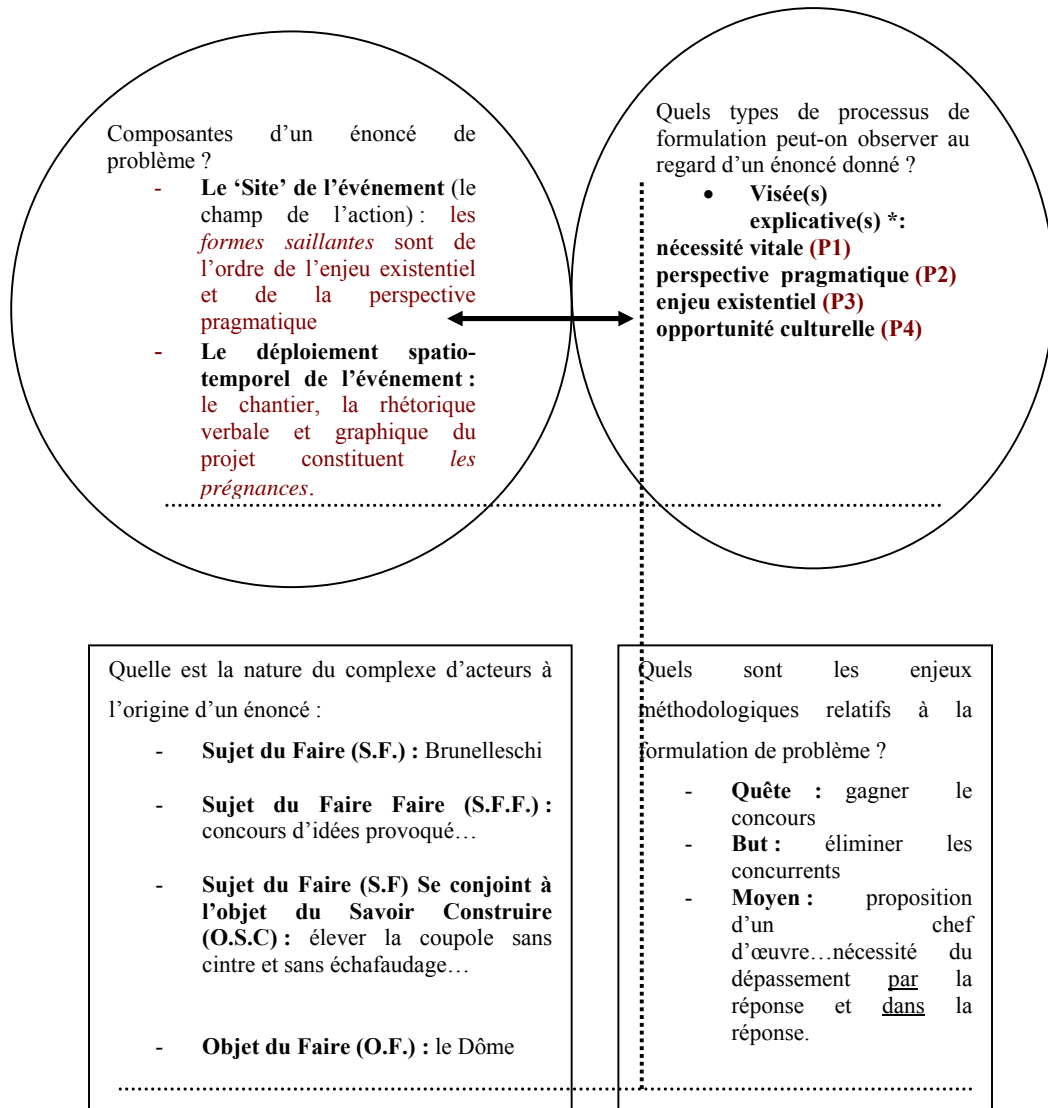 Composantes d'un énoncé de
problème ?
- Le 'Site' de l'événement (le
champ de l'action) : les
formes saillantes sont de
l'ordre de l'enjeu existentiel
et de la perspective
pragmatique
- Le déploiement spatio-
temporel de l'événement :
le chantier, la rhétorique
verbale et graphique du
projet constituent les
prégnances.
Quels types de processus de
formulation peut-on observer au
regard d'un énoncé donné ?
• Visée(s)
explicative(s) *:
nécessité vitale (P1)
perspective pragmatique (P2)
enjeu existentiel (P3)
opportunité culturelle (P4)
Quelle est la nature du complexe d'acteurs à
l'origine d'un énoncé :
- Sujet du Faire (S.F.) : Brunelleschi
- Sujet du Faire Faire (S.F.F.) :
concours d'idées provoqué…
- Sujet du Faire (S.F) Se conjoint à
l'objet du Savoir Construire
(O.S.C) : élever la coupole sans
cintre et sans échafaudage…
- Objet du Faire (O.F.) : le Dôme
Quels sont les enjeux
méthodologiques relatifs à la
formulation de problème ?
- Quête : gagner le
concours
- But : éliminer les
concurrents
- Moyen : proposition
d'un chef
d'œuvre…nécessité du
dépassement par la
réponse et dans la
réponse.